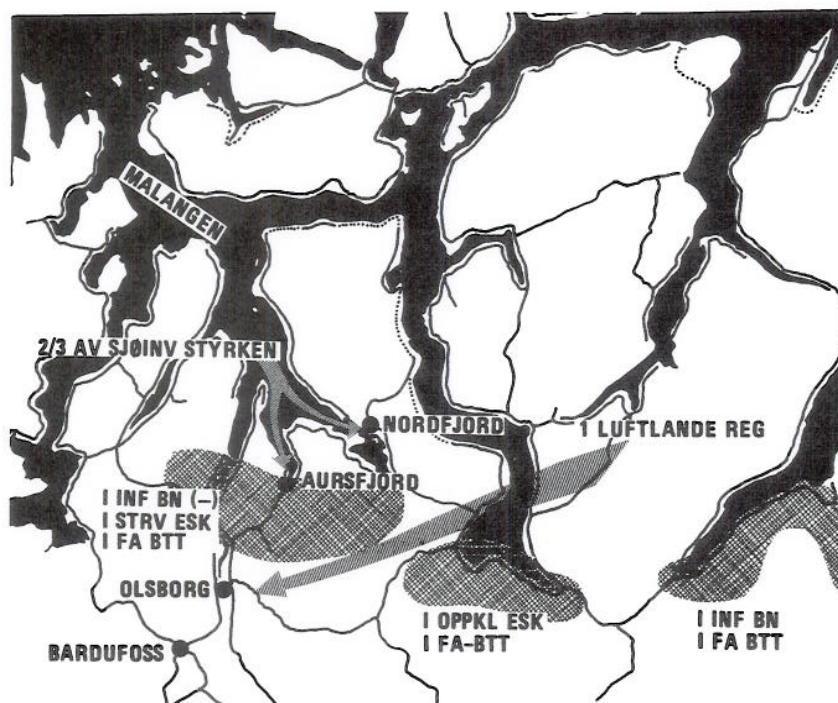 MALANGEN
2/3 AV SJØINV STYRKEN
NORDFJORD
1 LUFTLANDE REG
AURSFJORD
I INF BN (-)
I STRV ESK
I FA BTT
OLSBORG
I OPPKL ESK
I FA-BTT
I INF BN
I FA BTT
BARDUFOSS